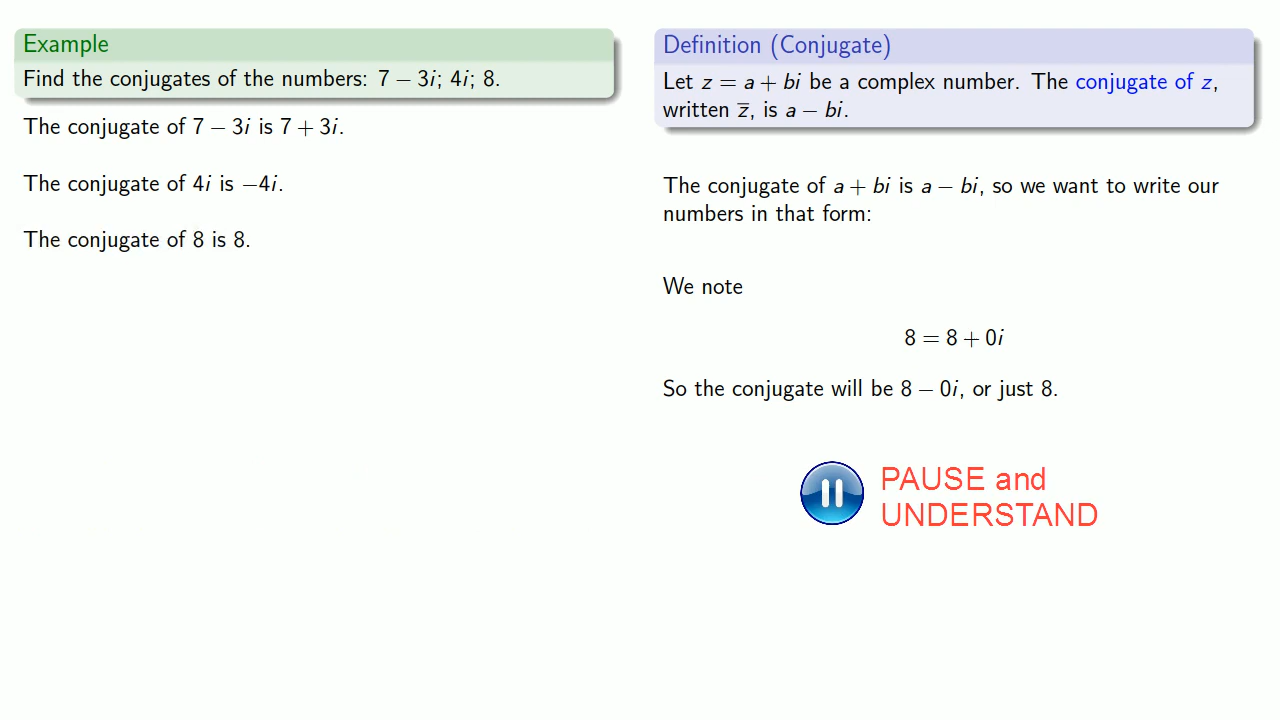 Example
Find the conjugates of the numbers: 7 − 3i; 4i; 8.
The conjugate of 7 − 3i is 7 + 3i.
The conjugate of 4i is −4i.
The conjugate of 8 is 8.
Definition (Conjugate)
Let z = a + bi be a complex number. The conjugate of z,
written z̅, is a − bi.
The conjugate of a + bi is a − bi, so we want to write our
numbers in that form:
We note
8 = 8 + 0i
So the conjugate will be 8 − 0i, or just 8.
PAUSE and
UNDERSTAND